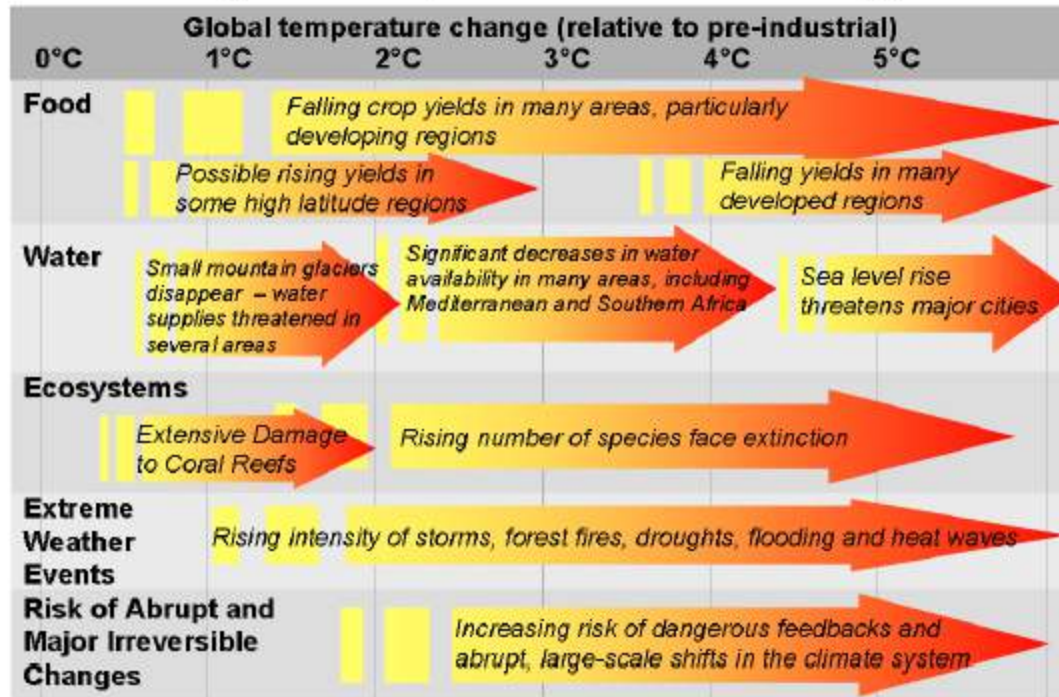 Global temperature change (relative to pre-industrial)
0°C 1°C 2°C 3°C 4°C 5°C
Food
Falling crop yields in many areas, particularly
developing regions
Possible rising yields in
some high latitude regions
Falling yields in many
developed regions
Water
Small mountain glaciers
disappear – water
supplies threatened in
several areas
Significant decreases in water
availability in many areas, including
Mediterranean and Southern Africa
Sea level rise
threatens major cities
Ecosystems
Extensive Damage
to Coral Reefs
Rising number of species face extinction
Extreme
Weather
Events
Rising intensity of storms, forest fires, droughts, flooding and heat waves
Risk of Abrupt and
Major Irreversible
Changes
Increasing risk of dangerous feedbacks and
abrupt, large-scale shifts in the climate system